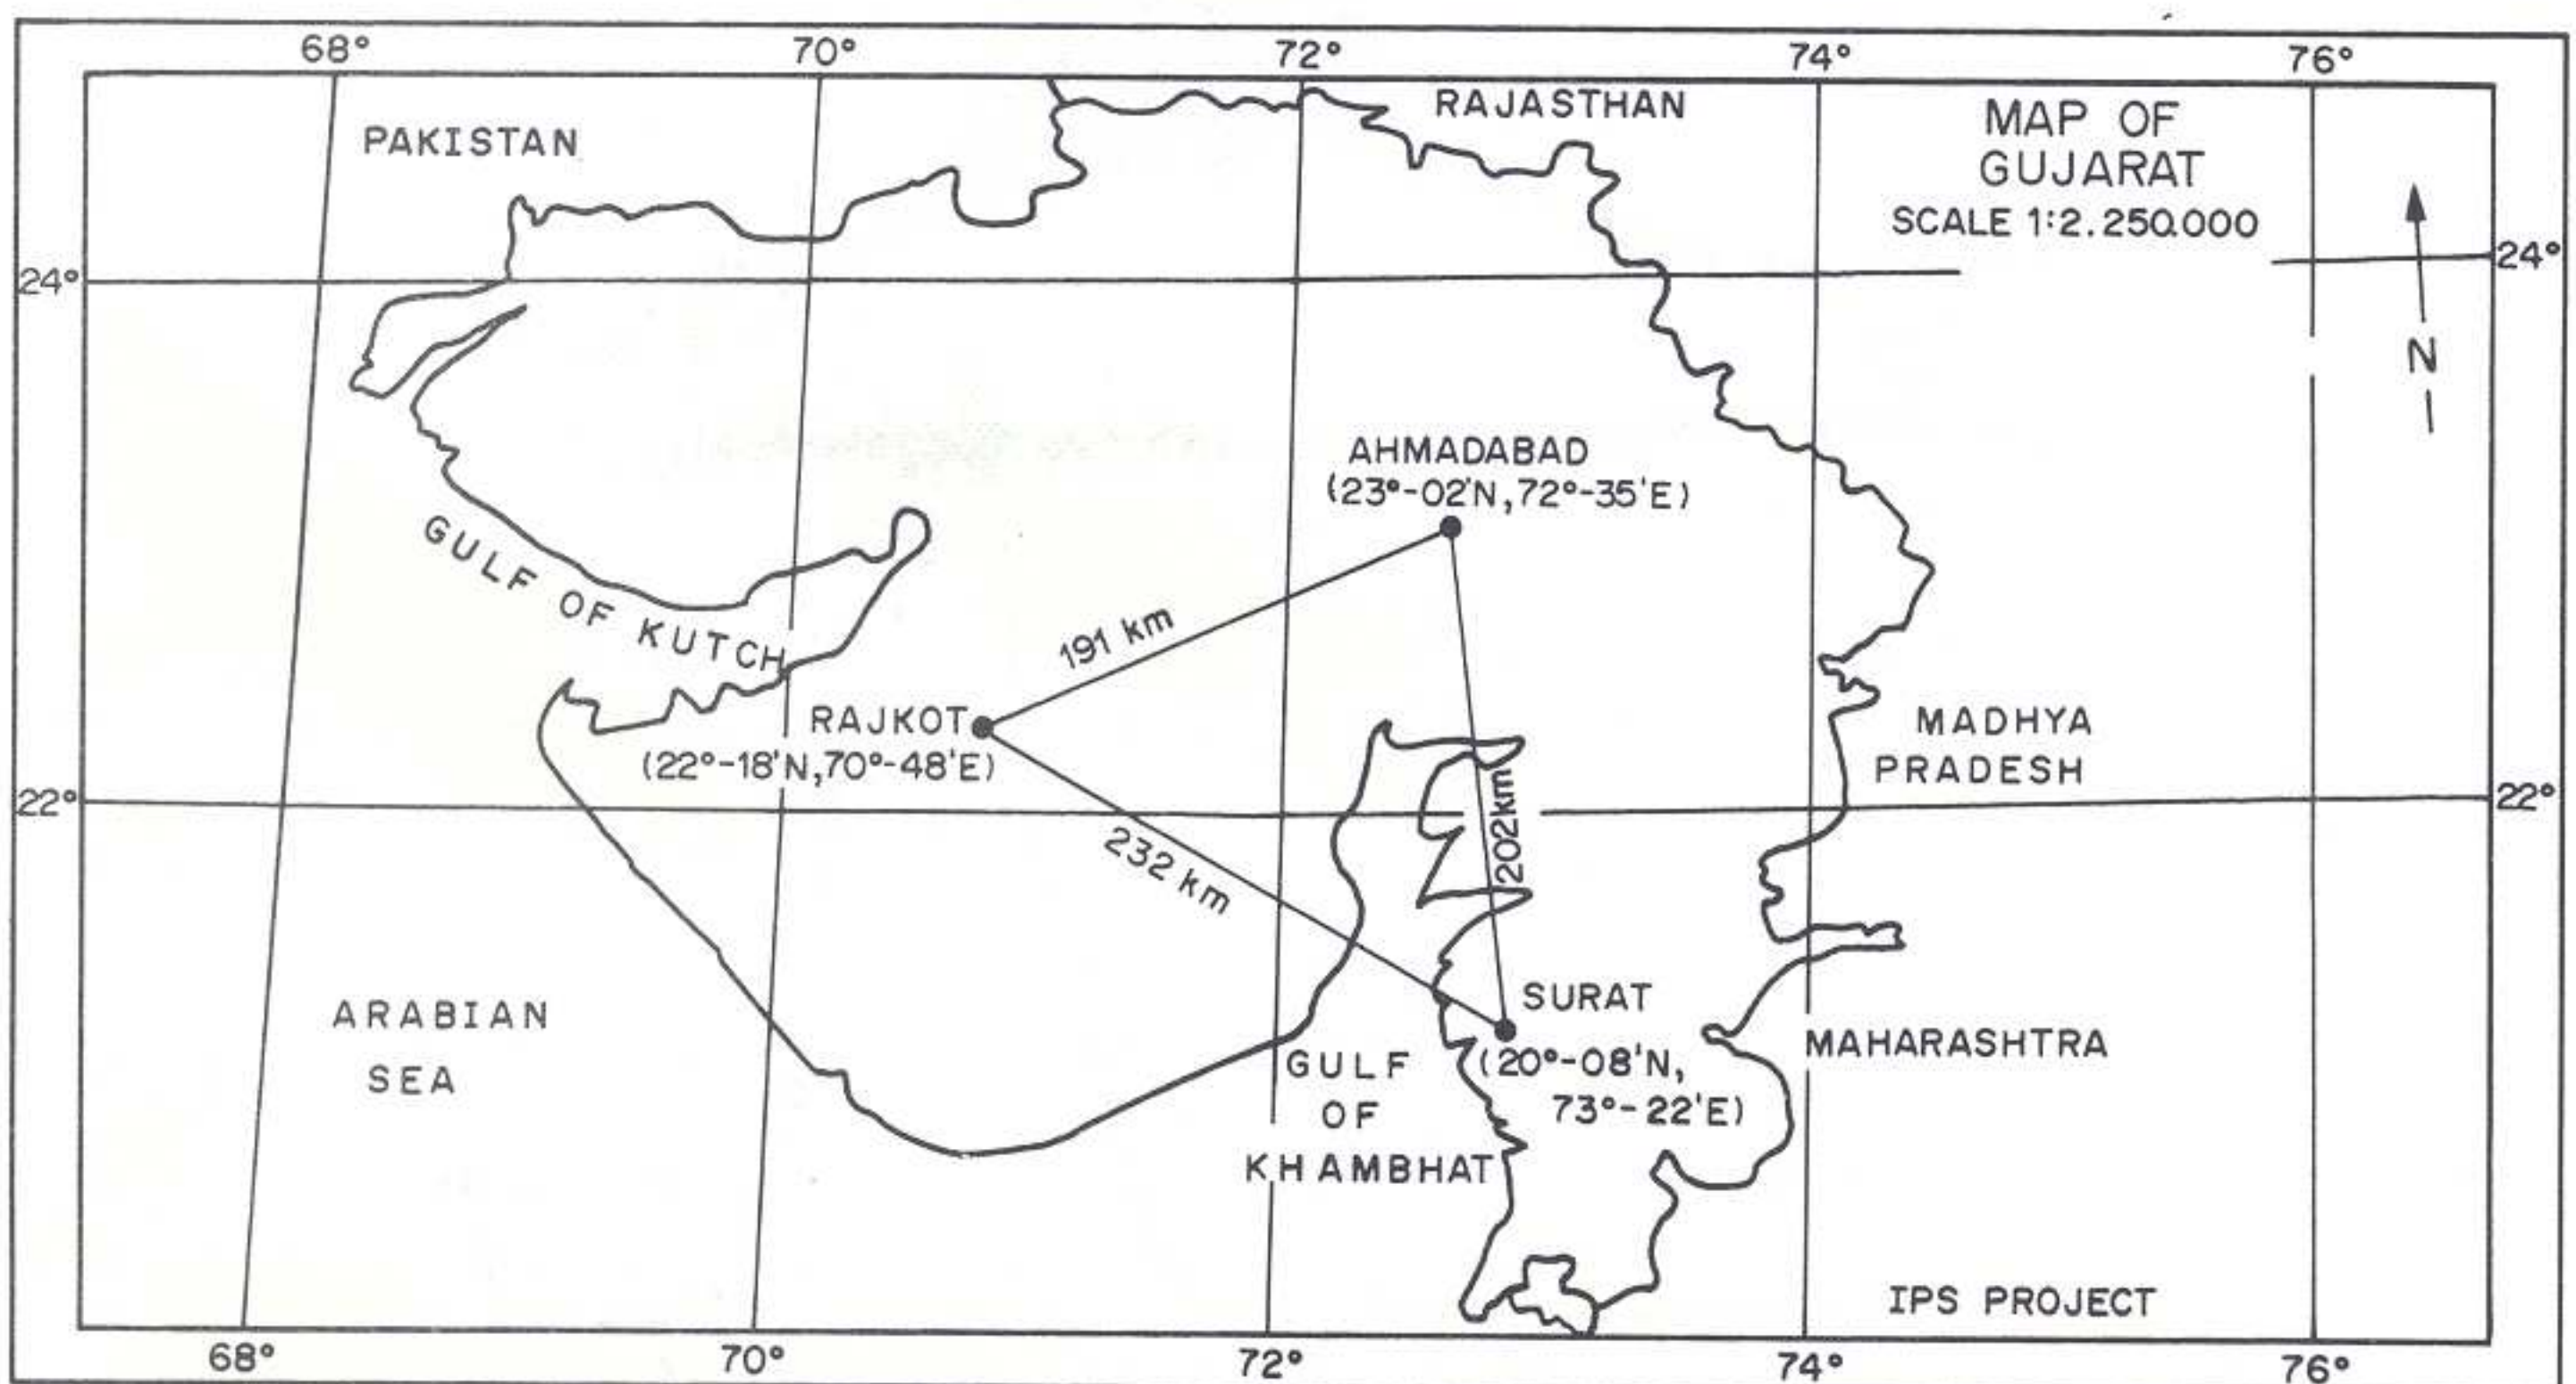 68° 70° 72° 74° 76°
RAJASTHAN
MAP OF
GUJARAT
SCALE 1:2.250.000
PAKISTAN
24° 24°
N
AHMADABAD
(23°-02'N, 72°-35'E)
GULF OF KUTCH
191 km
RAJKOT
(22°-18'N, 70°-48'E)
MADHYA
PRADESH
22° 22°
202km
232 km
SURAT
(20°-08'N,
73°-22'E)
ARABIAN
SEA
MAHARASHTRA
GULF
OF
KHAMBHAT
IPS PROJECT
68° 70° 72° 74° 76°